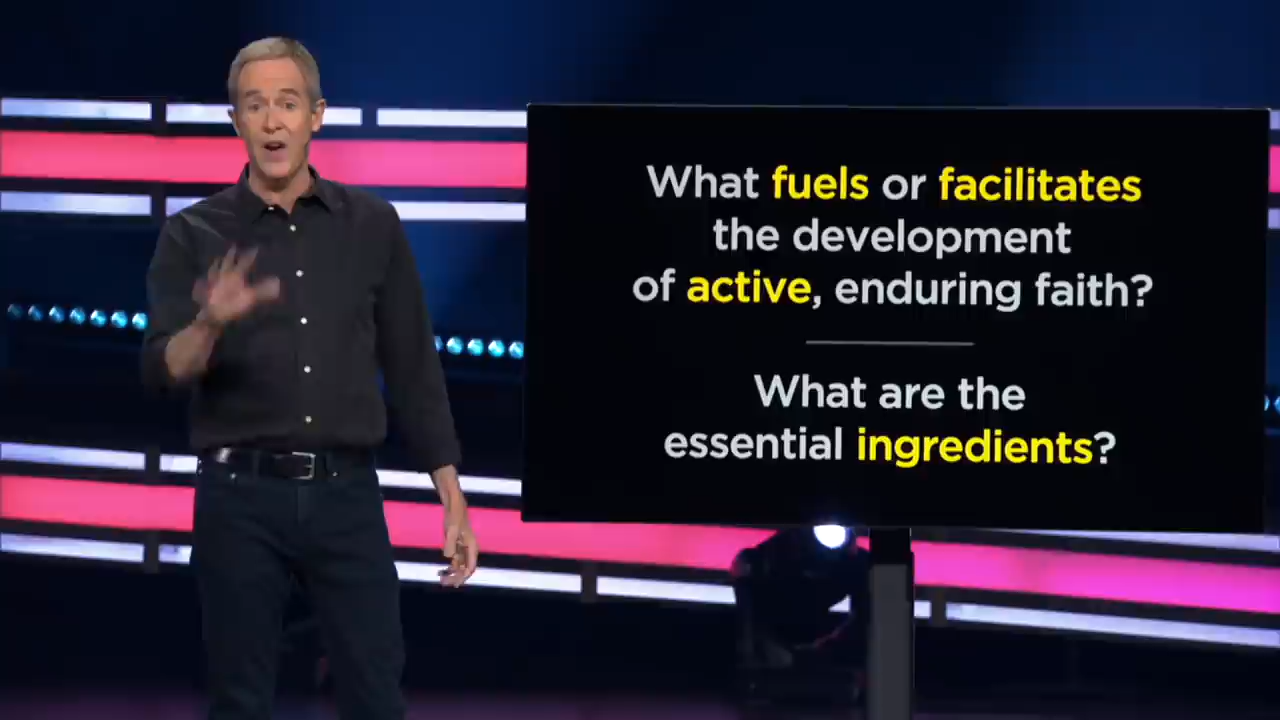 What fuels or facilitates
the development
of active, enduring faith?
What are the
essential ingredients?